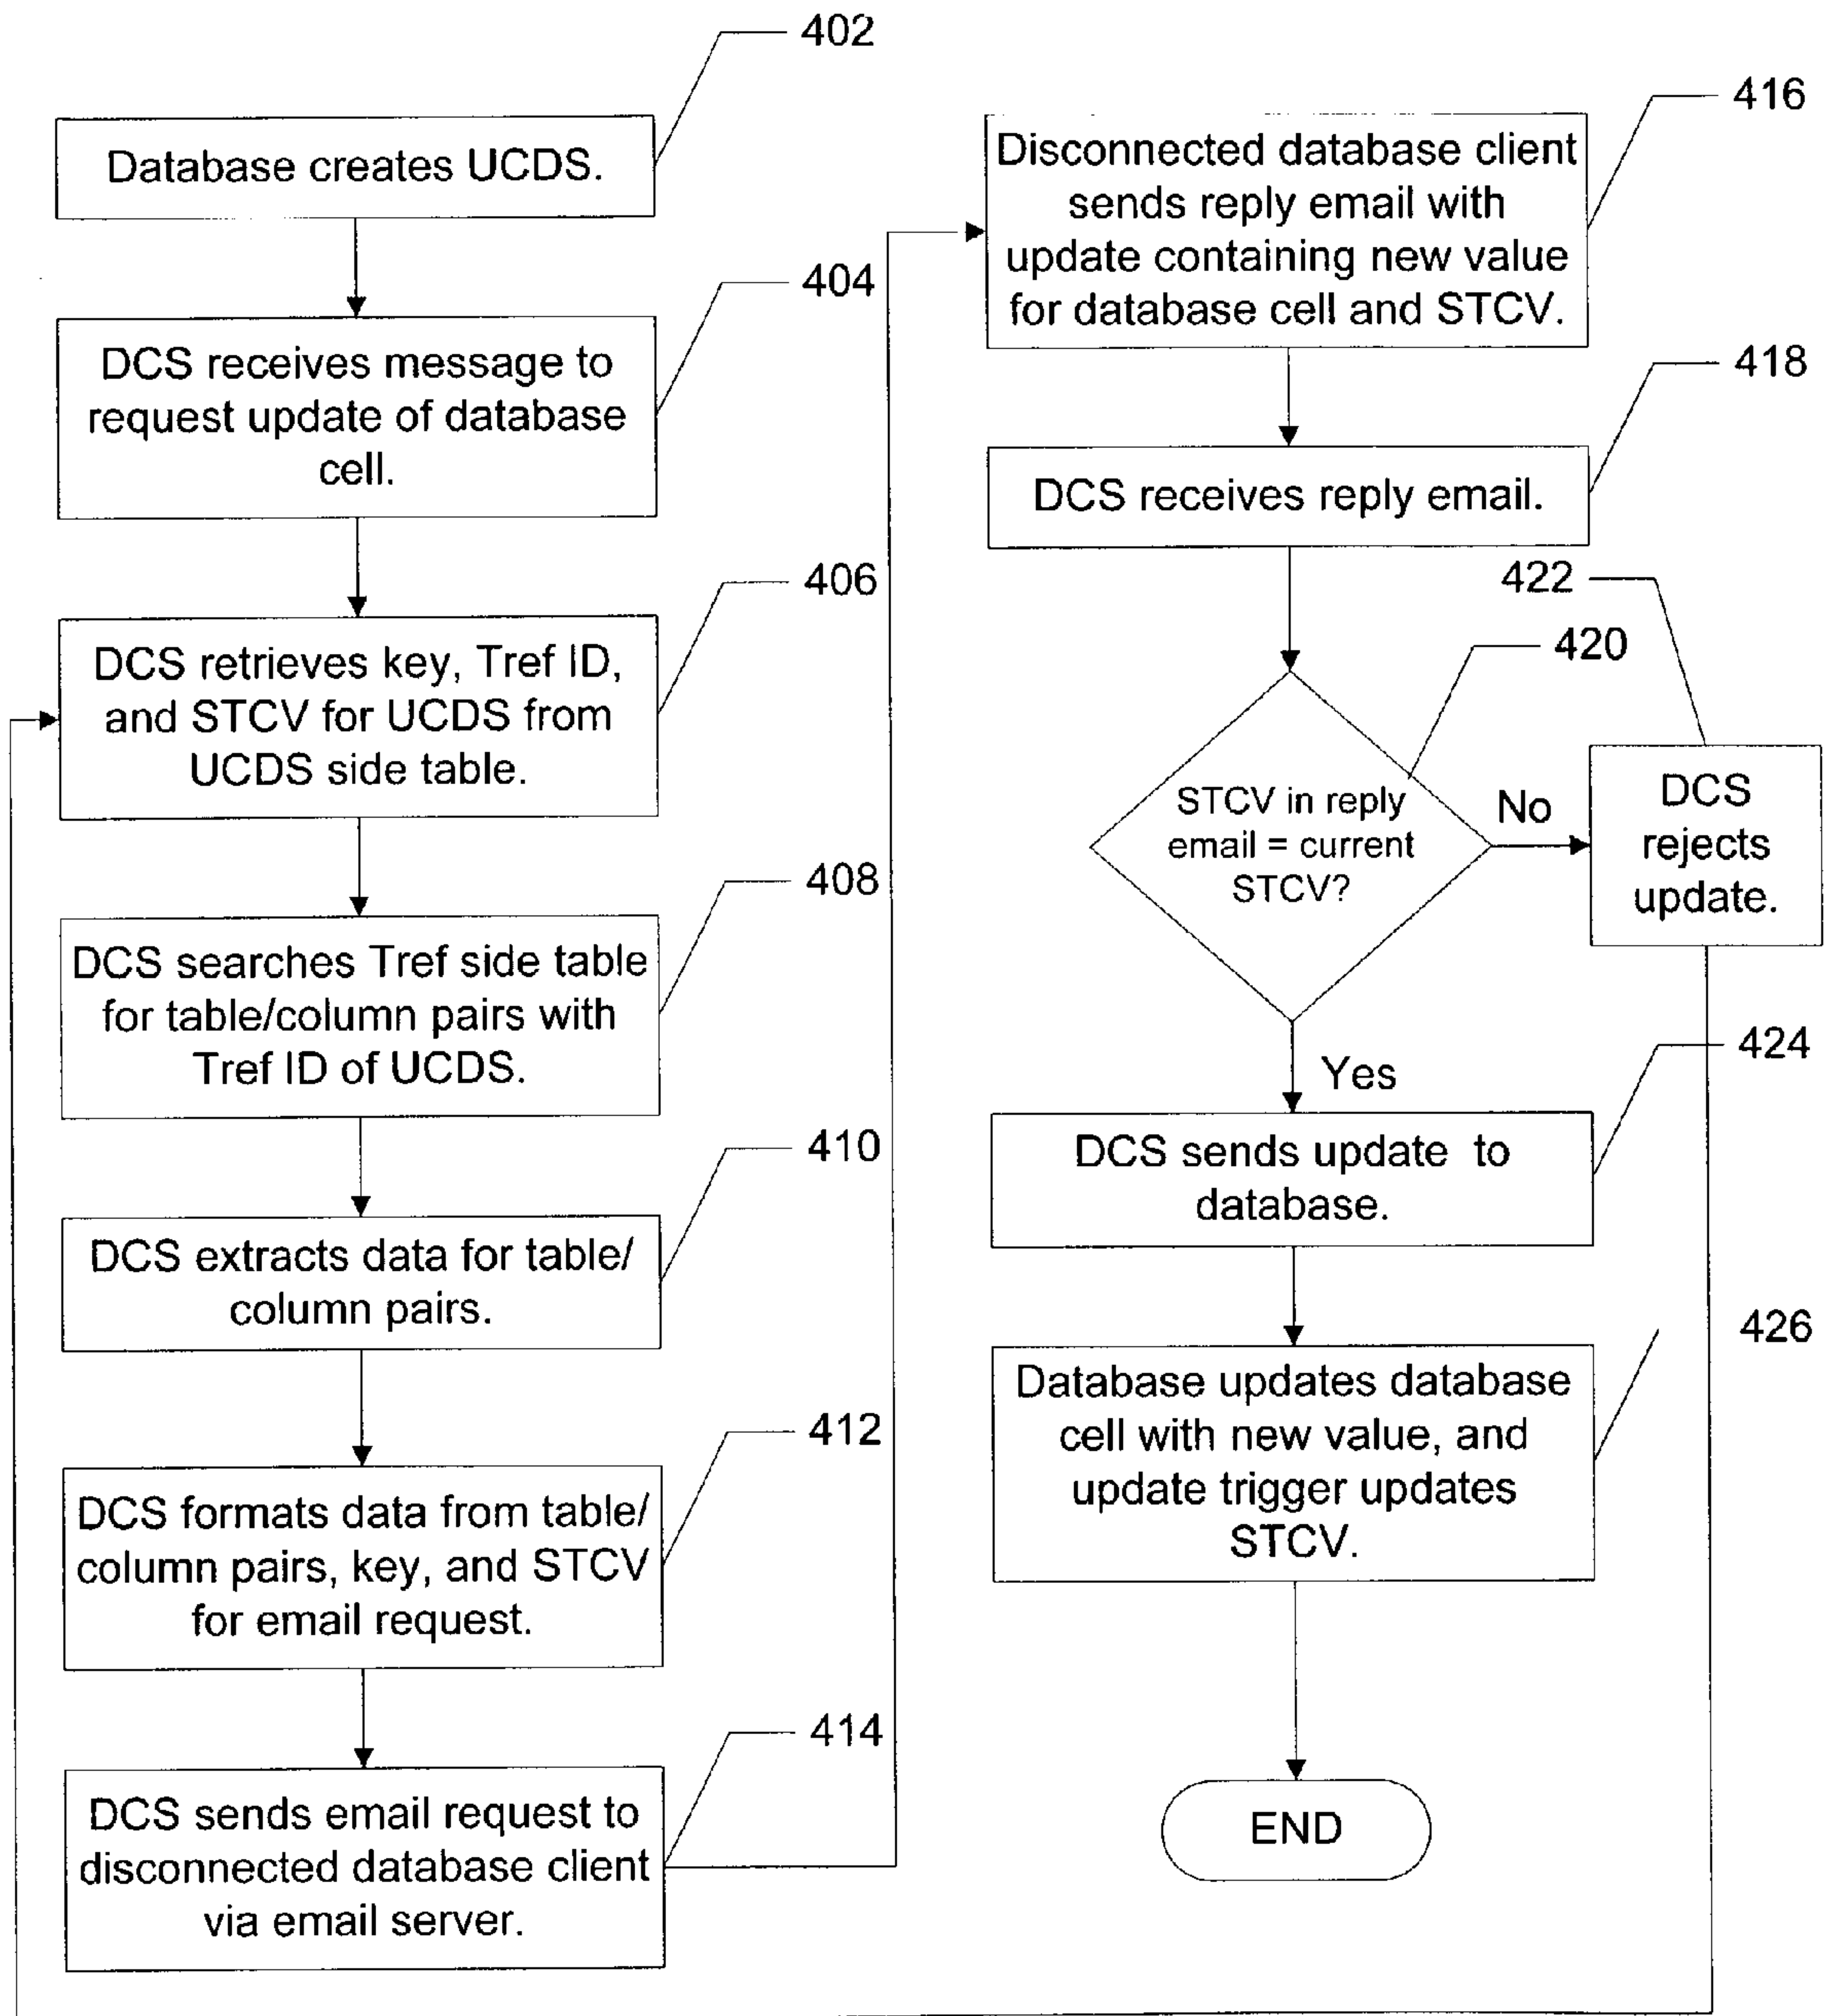 402
Database creates UCDS.
404
DCS receives message to
request update of database
cell.
406
DCS retrieves key, Tref ID,
and STCV for UCDS from
UCDS side table.
408
DCS searches Tref side table
for table/column pairs with
Tref ID of UCDS.
410
DCS extracts data for table/
column pairs.
412
DCS formats data from table/
column pairs, key, and STCV
for email request.
414
DCS sends email request to
disconnected database client
via email server.
416
Disconnected database client
sends reply email with
update containing new value
for database cell and STCV.
418
DCS receives reply email.
422
420
STCV in reply
email = current
STCV?
No
DCS
rejects
update.
Yes
424
DCS sends update to
database.
426
Database updates database
cell with new value, and
update trigger updates
STCV.
END